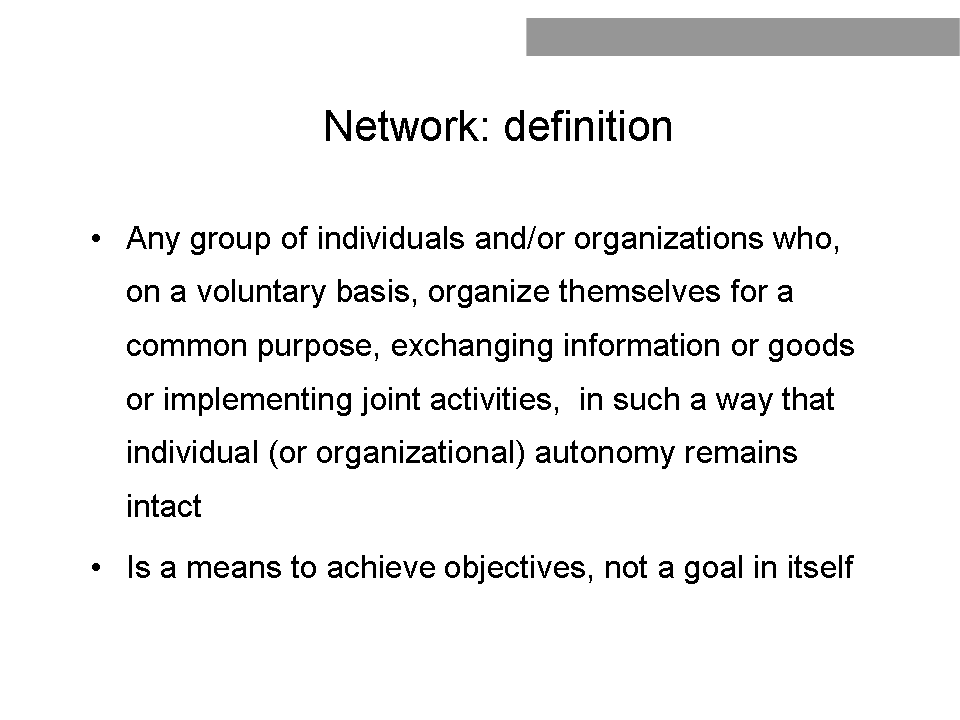 Network: definition
• Any group of individuals and/or organizations who,
on a voluntary basis, organize themselves for a
common purpose, exchanging information or goods
or implementing joint activities,  in such a way that
individual (or organizational) autonomy remains
intact
• Is a means to achieve objectives, not a goal in itself